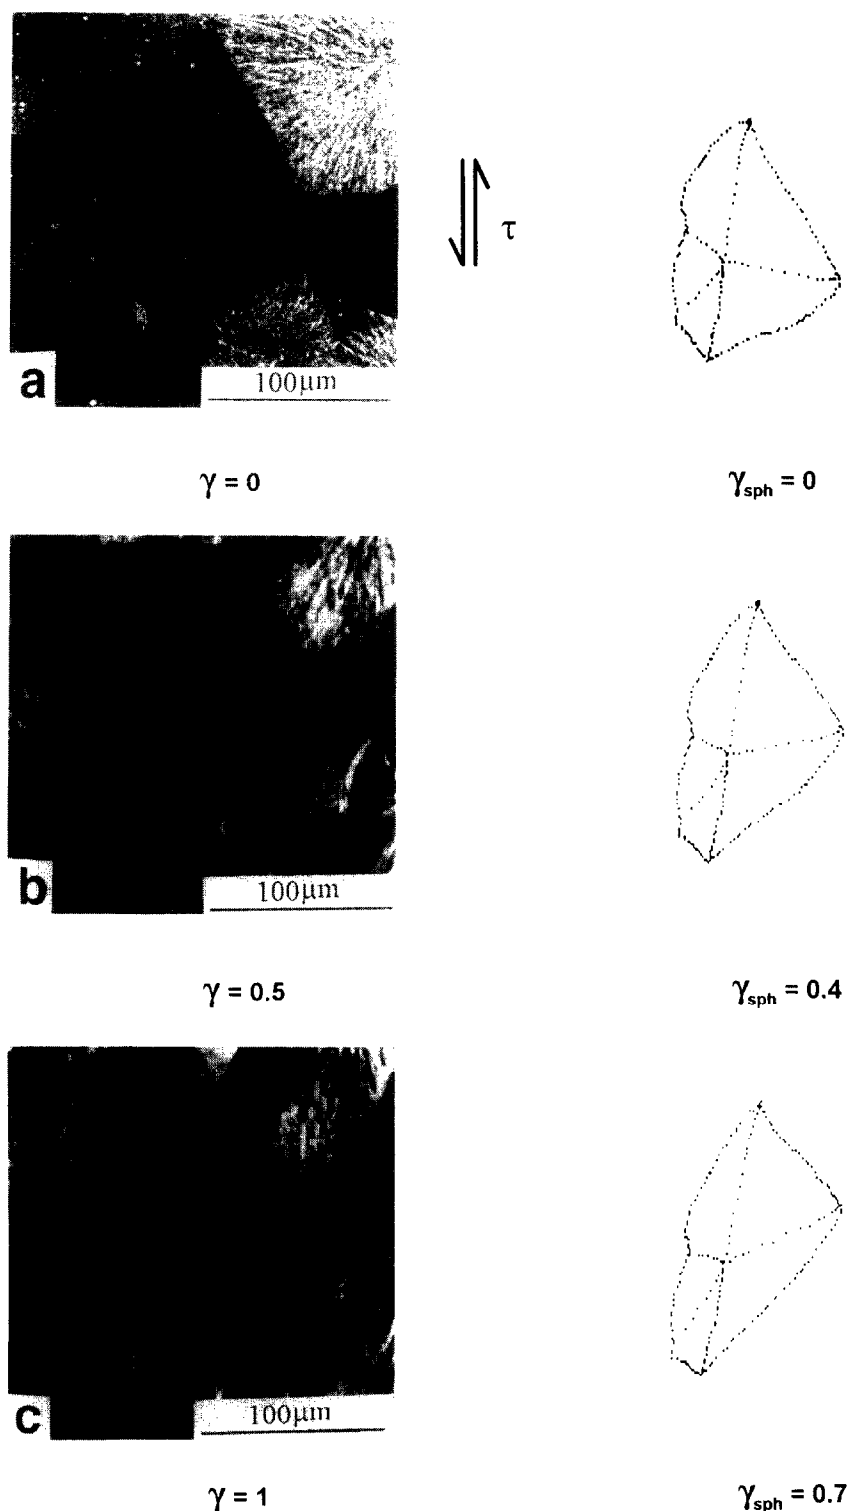 τ
a
100μm
γ = 0
γsph = 0
b
100μm
γ = 0.5
γsph = 0.4
c
100μm
γ = 1
γsph = 0.7